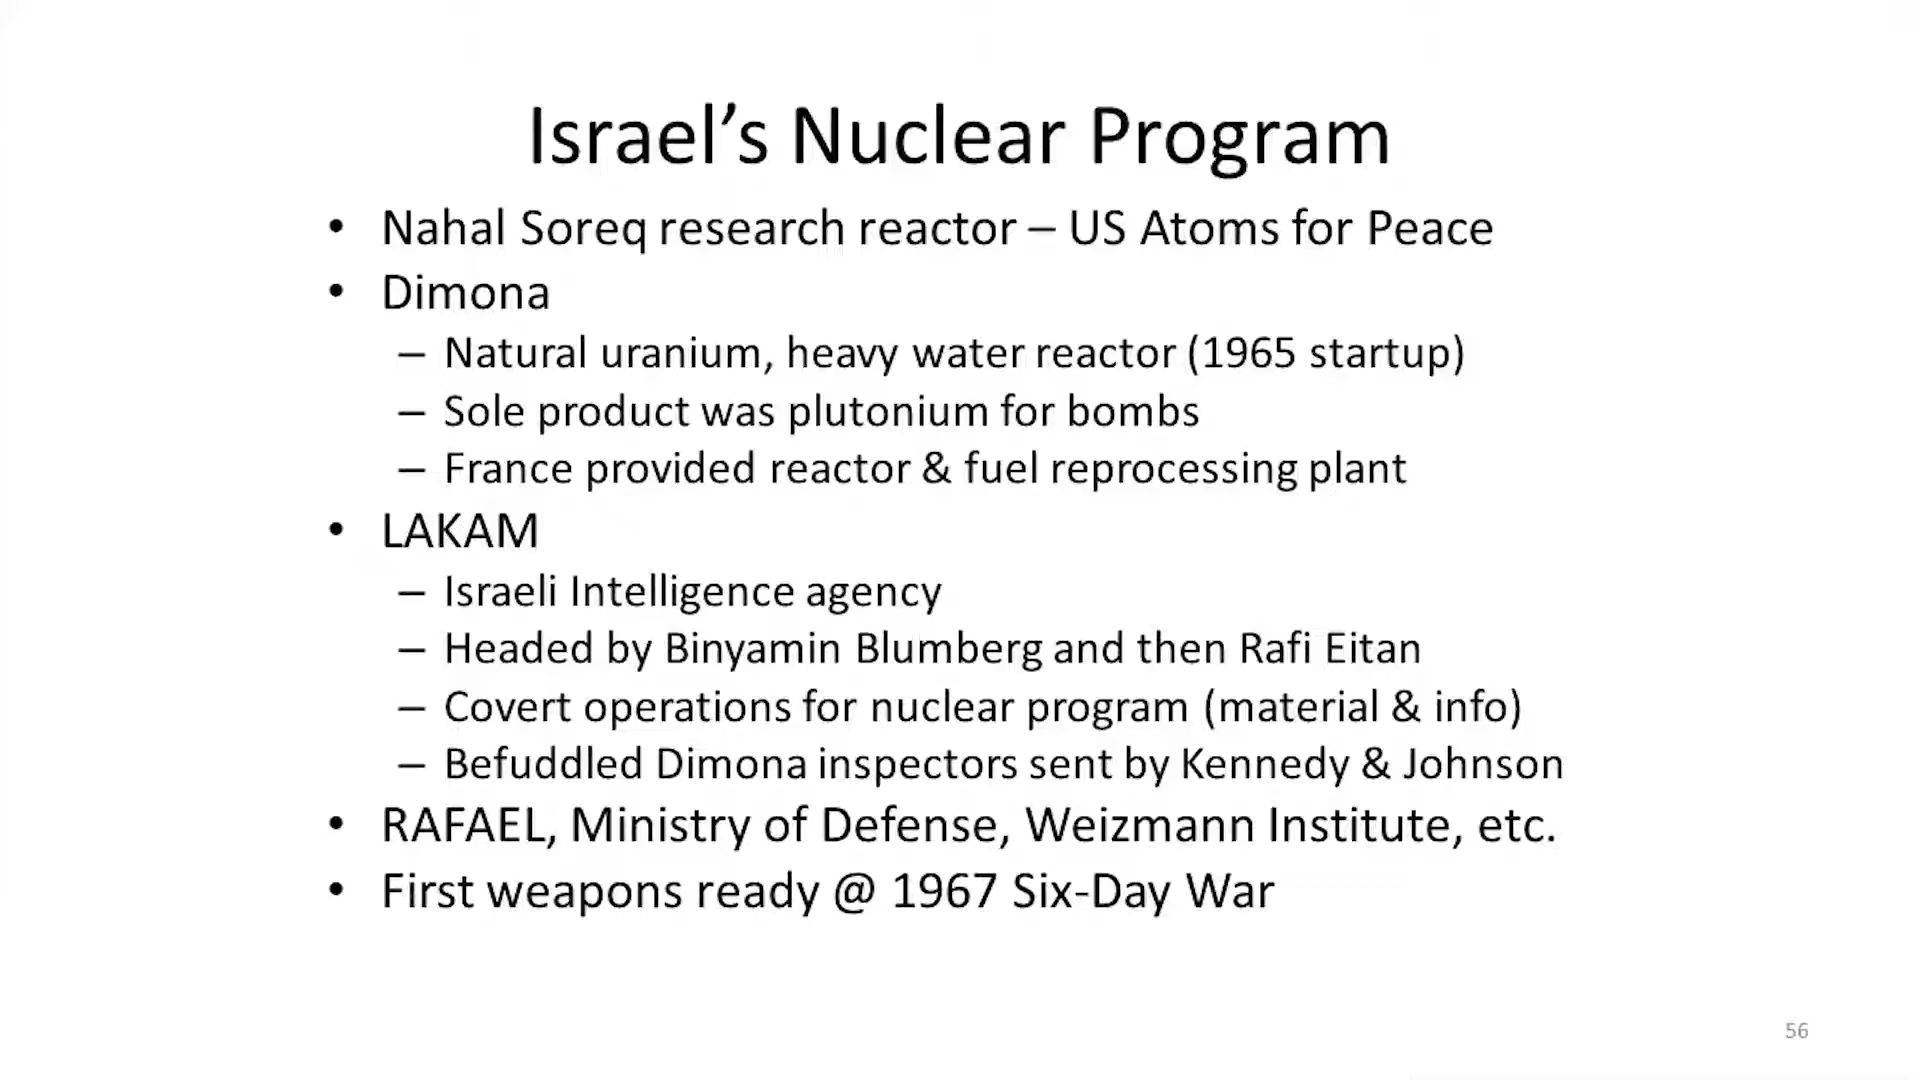 Israel’s Nuclear Program
• Nahal Soreq research reactor – US Atoms for Peace
• Dimona
– Natural uranium, heavy water reactor (1965 startup)
– Sole product was plutonium for bombs
– France provided reactor & fuel reprocessing plant
• LAKAM
– Israeli Intelligence agency
– Headed by Binyamin Blumberg and then Rafi Eitan
– Covert operations for nuclear program (material & info)
– Befuddled Dimona inspectors sent by Kennedy & Johnson
• RAFAEL, Ministry of Defense, Weizmann Institute, etc.
• First weapons ready @ 1967 Six-Day War
56